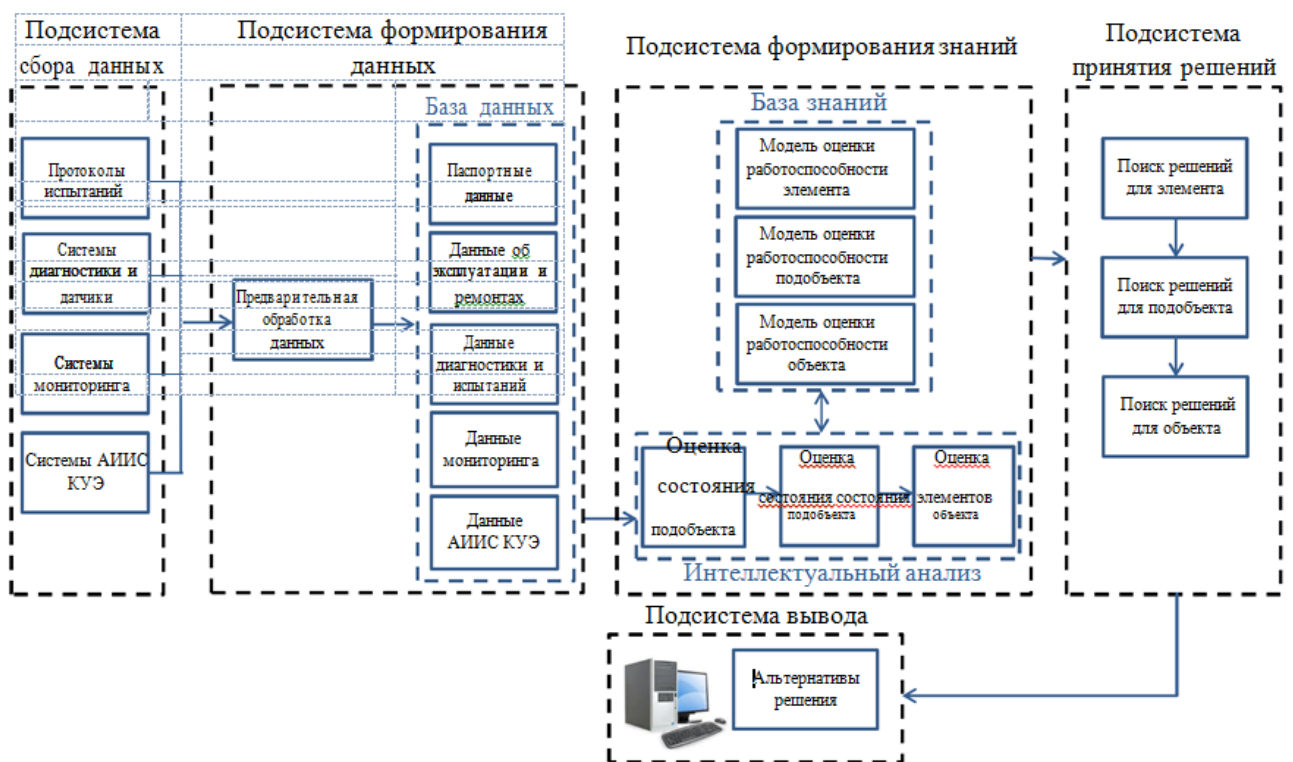 Подсистема
сбора данных
Подсистема формирования
данных
Подсистема формирования знаний
Подсистема
принятия решений
Протоколы
испытаний
Системы
диагностики и
датчики
Системы
мониторинга
Системы АИИС
КУЭ
Предварительная
обработка
данных
База данных
Паспортные
данные
Данные об
эксплуатации и
ремонтах
Данные
диагностики и
испытаний
Данные
мониторинга
Данные
АИИС КУЭ
База знаний
Модель оценки
работоспособности
элемента
Модель оценки
работоспособности
подобъекта
Модель оценки
работоспособности
объекта
Оценка
состояния
подобъекта
Оценка
состояния состояния элементов
подобъекта
Оценка
объекта
Интеллектуальный анализ
Поиск решений
для элемента
Поиск решений
для подобъекта
Поиск решений
для объекта
Подсистема вывода
Альтернативы
решения